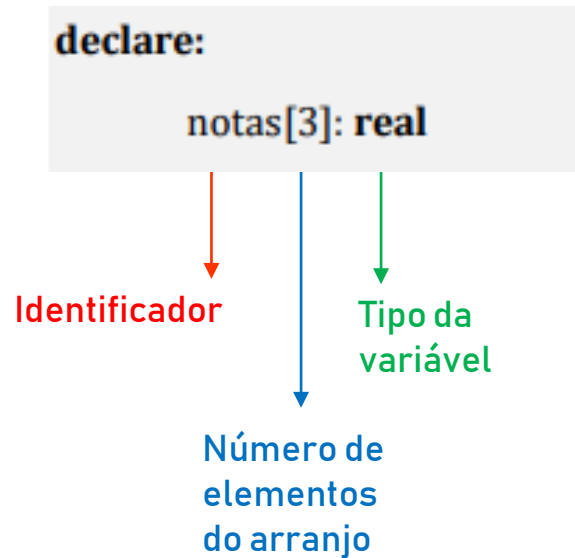 declare:
notas[3]: real
Identificador
Tipo da
variável
Número de
elementos
do arranjo